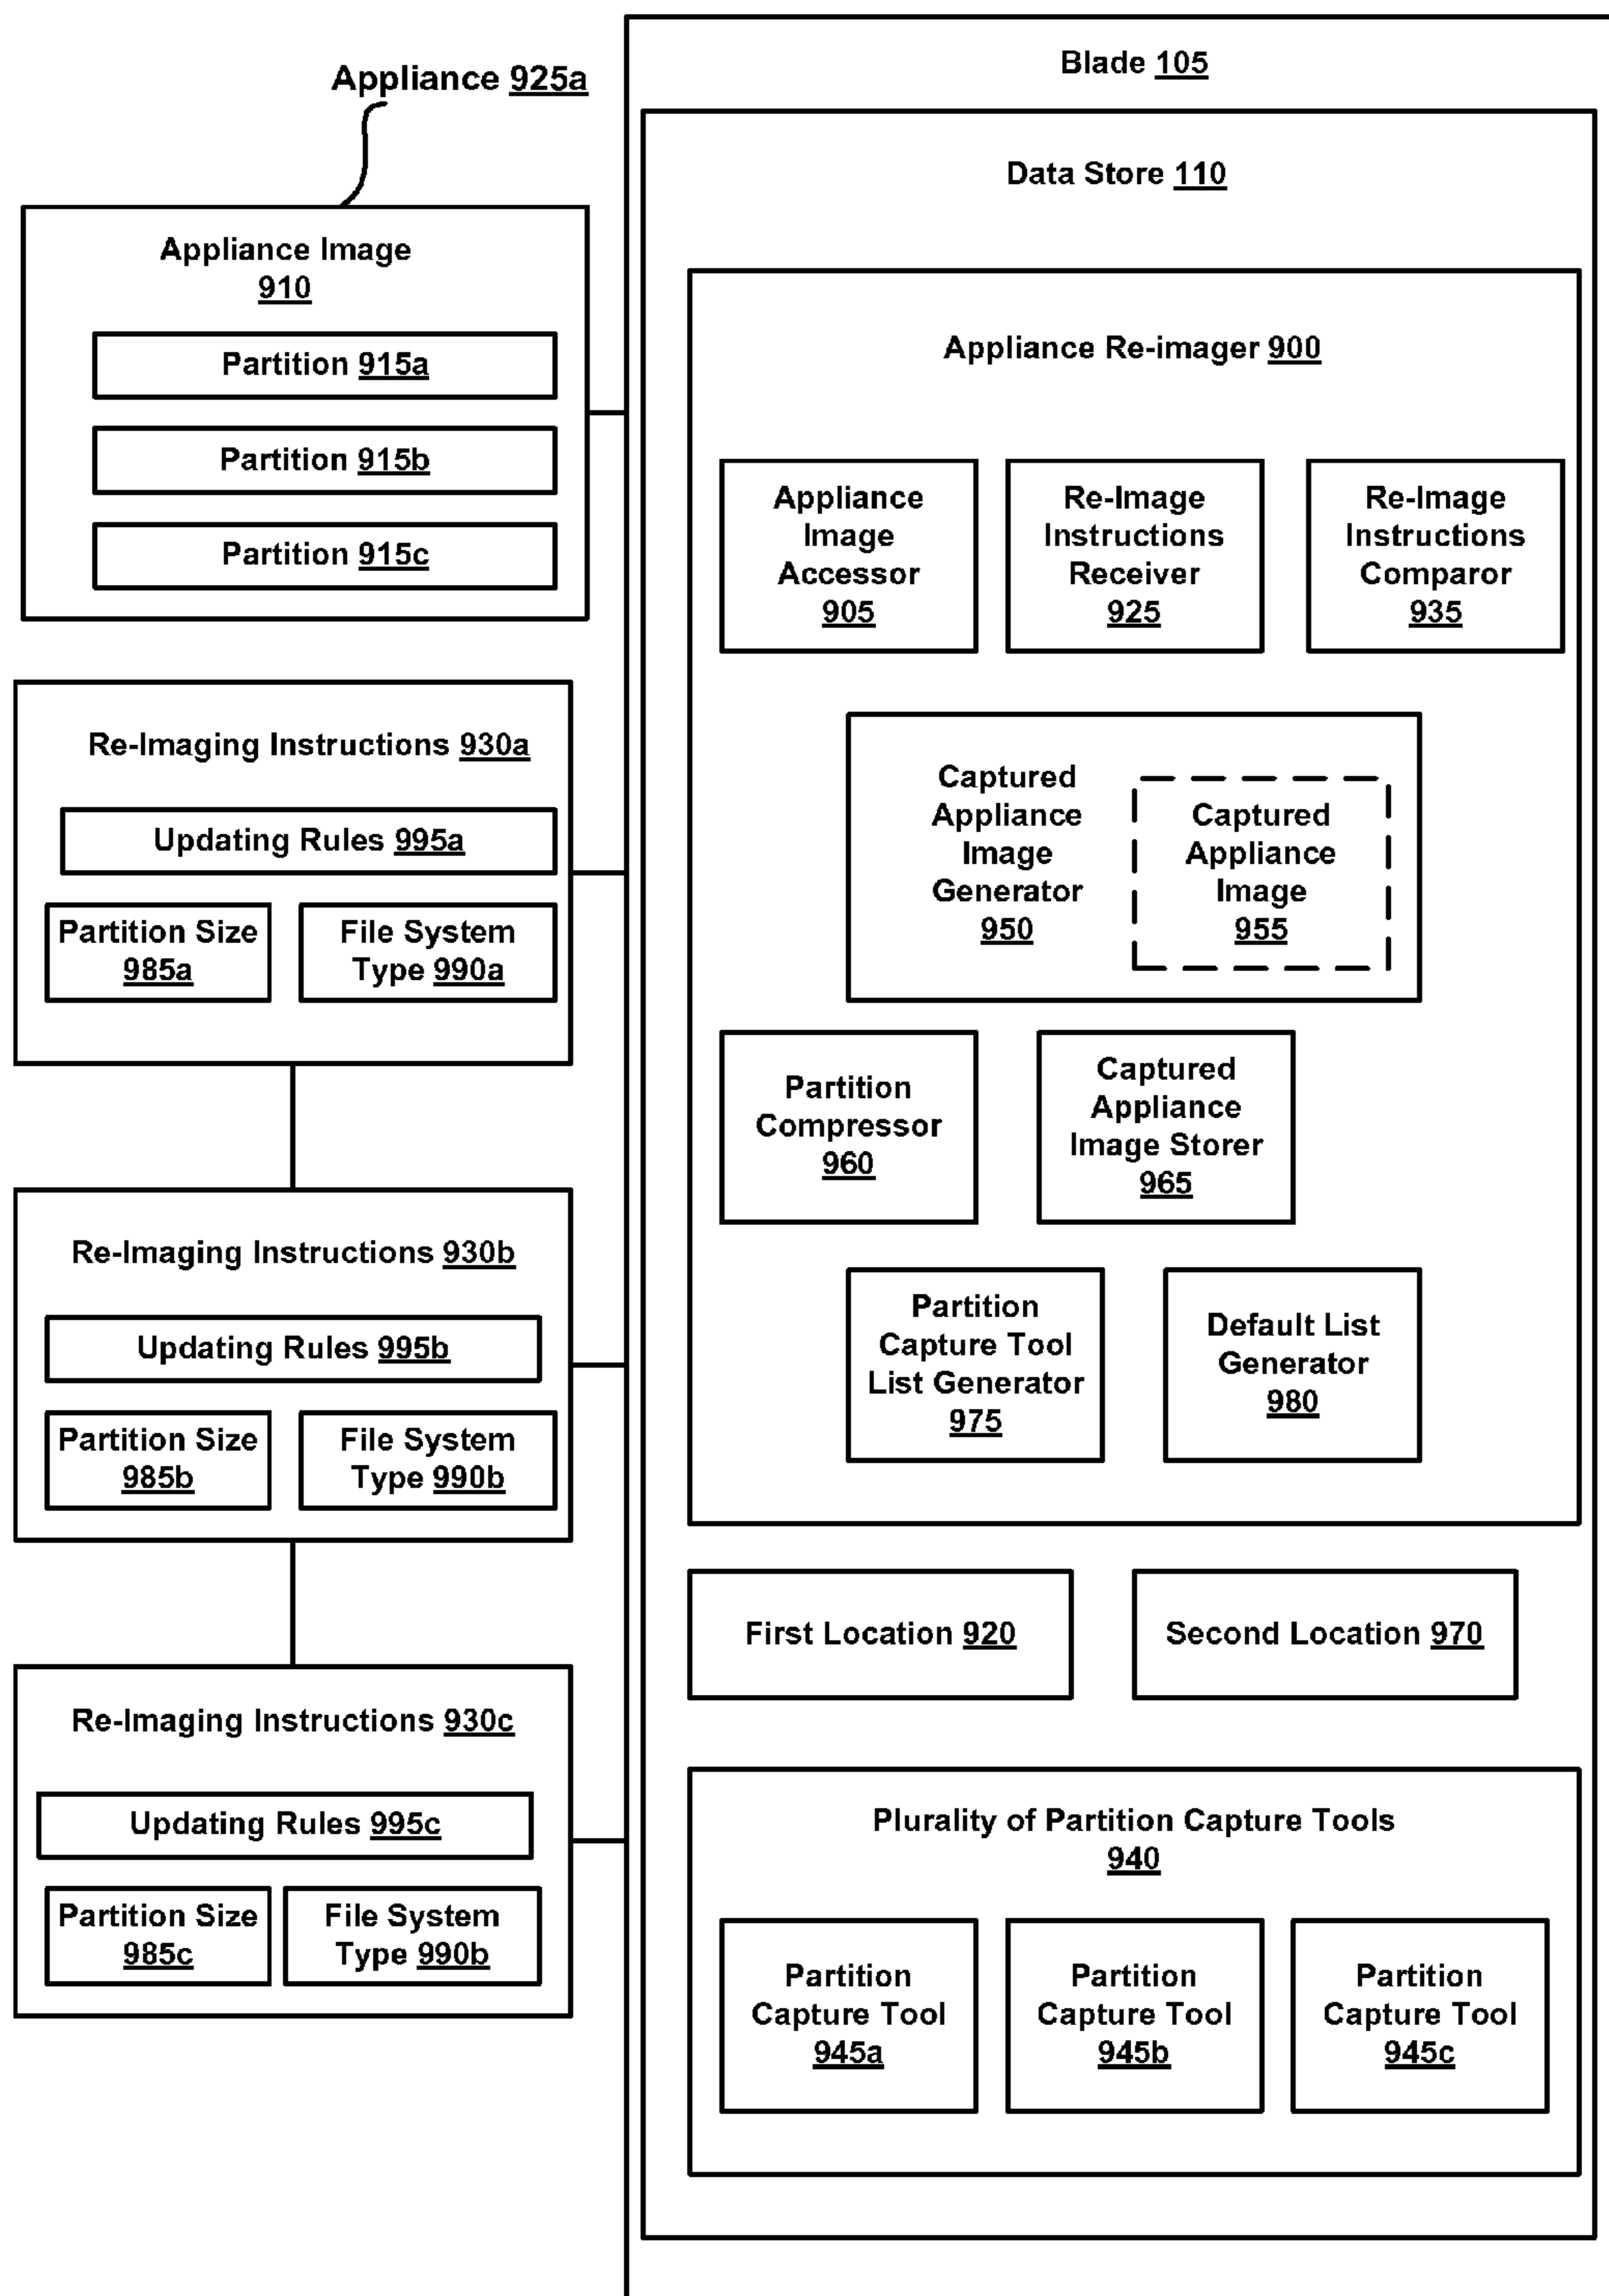 Appliance 925a
Appliance Image
910
Partition 915a
Partition 915b
Partition 915c
Re-Imaging Instructions 930a
Updating Rules 995a
Partition Size
985a
File System
Type 990a
Re-Imaging Instructions 930b
Updating Rules 995b
Partition Size
985b
File System
Type 990b
Re-Imaging Instructions 930c
Updating Rules 995c
Partition Size
985c
File System
Type 990b
Blade 105
Data Store 110
Appliance Re-imager 900
Appliance
Image
Accessor
905
Re-Image
Instructions
Receiver
925
Re-Image
Instructions
Comparor
935
Captured
Appliance
Image
Generator
950
Captured
Appliance
Image
955
Partition
Compressor
960
Captured
Appliance
Image Storer
965
Partition
Capture Tool
List Generator
975
Default List
Generator
980
First Location 920
Second Location 970
Plurality of Partition Capture Tools
940
Partition
Capture Tool
945a
Partition
Capture Tool
945b
Partition
Capture Tool
945c